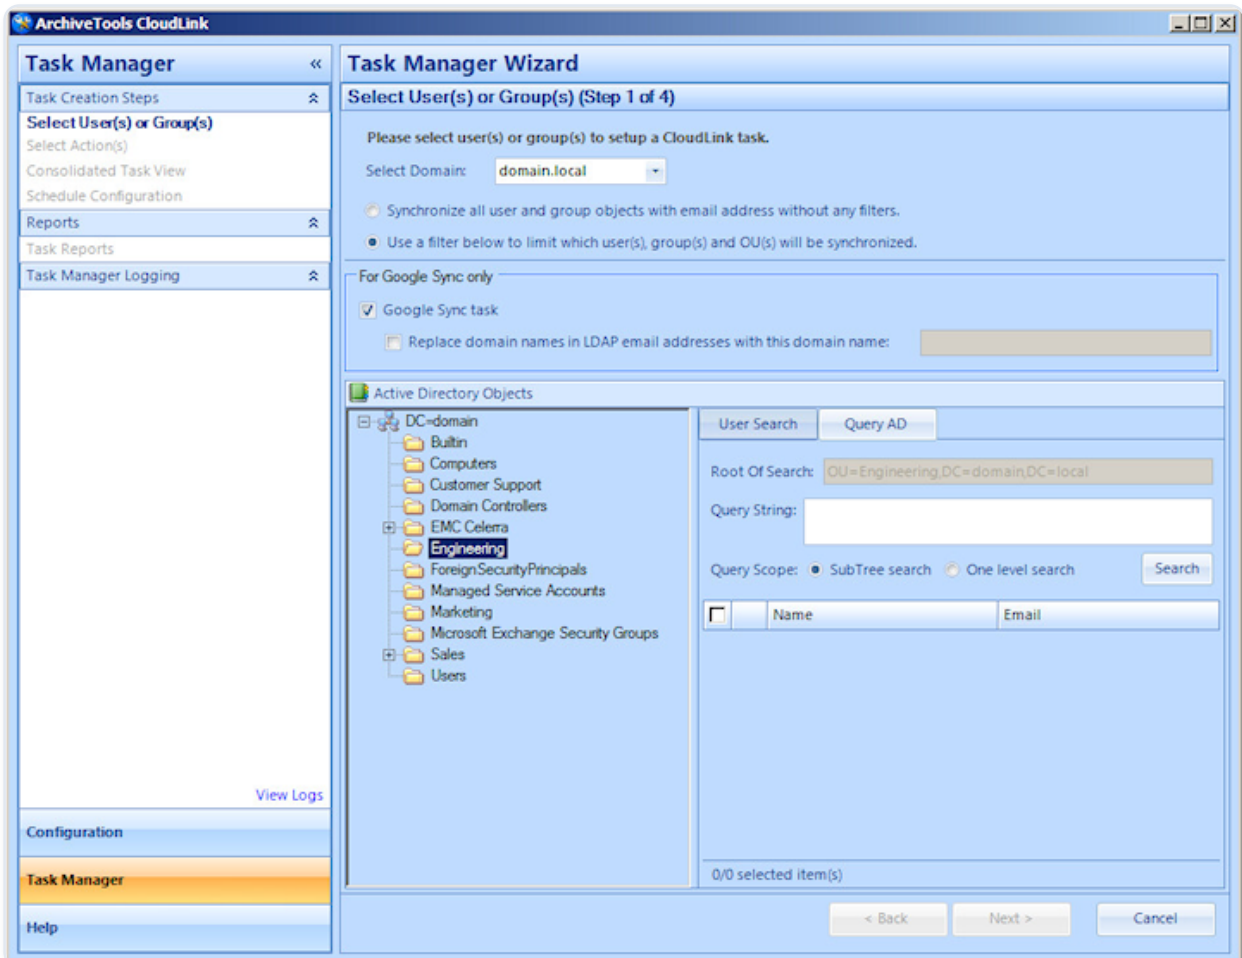 ArchiveTools CloudLink
Task Manager «
Task Creation Steps
Select User(s) or Group(s)
Select Action(s)
Consolidated Task View
Schedule Configuration
Reports
Task Reports
Task Manager Logging
View Logs
Configuration
Task Manager
Help
Task Manager Wizard
Select User(s) or Group(s) (Step 1 of 4)
Please select user(s) or group(s) to setup a CloudLink task.
Select Domain: domain.local
Synchronize all user and group objects with email address without any filters.
Use a filter below to limit which user(s), group(s) and OU(s) will be synchronized.
For Google Sync only
Google Sync task
Replace domain names in LDAP email addresses with this domain name:
Active Directory Objects
DC=domain
Builtin
Computers
Customer Support
Domain Controllers
EMC Celerra
Engineering
ForeignSecurityPrincipals
Managed Service Accounts
Marketing
Microsoft Exchange Security Groups
Sales
Users
User Search Query AD
Root Of Search: OU=Engineering,DC=domain,DC=local
Query String:
Query Scope: SubTree search One level search Search
Name Email
0/0 selected item(s)
< Back Next > Cancel